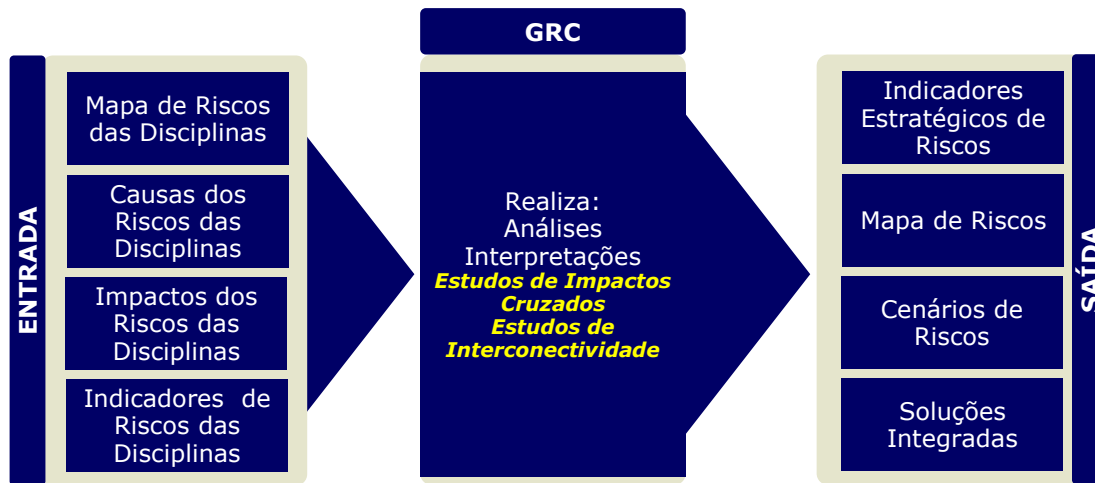 GRC
ENTRADA
Mapa de Riscos
das Disciplinas
Causas dos
Riscos das
Disciplinas
Impactos dos
Riscos das
Disciplinas
Indicadores de
Riscos das
Disciplinas
Realiza:
Análises
Interpretações
Estudos de Impactos
Cruzados
Estudos de
Interconectividade
Indicadores
Estratégicos de
Riscos
Mapa de Riscos
Cenários de
Riscos
Soluções
Integradas
SAÍDA